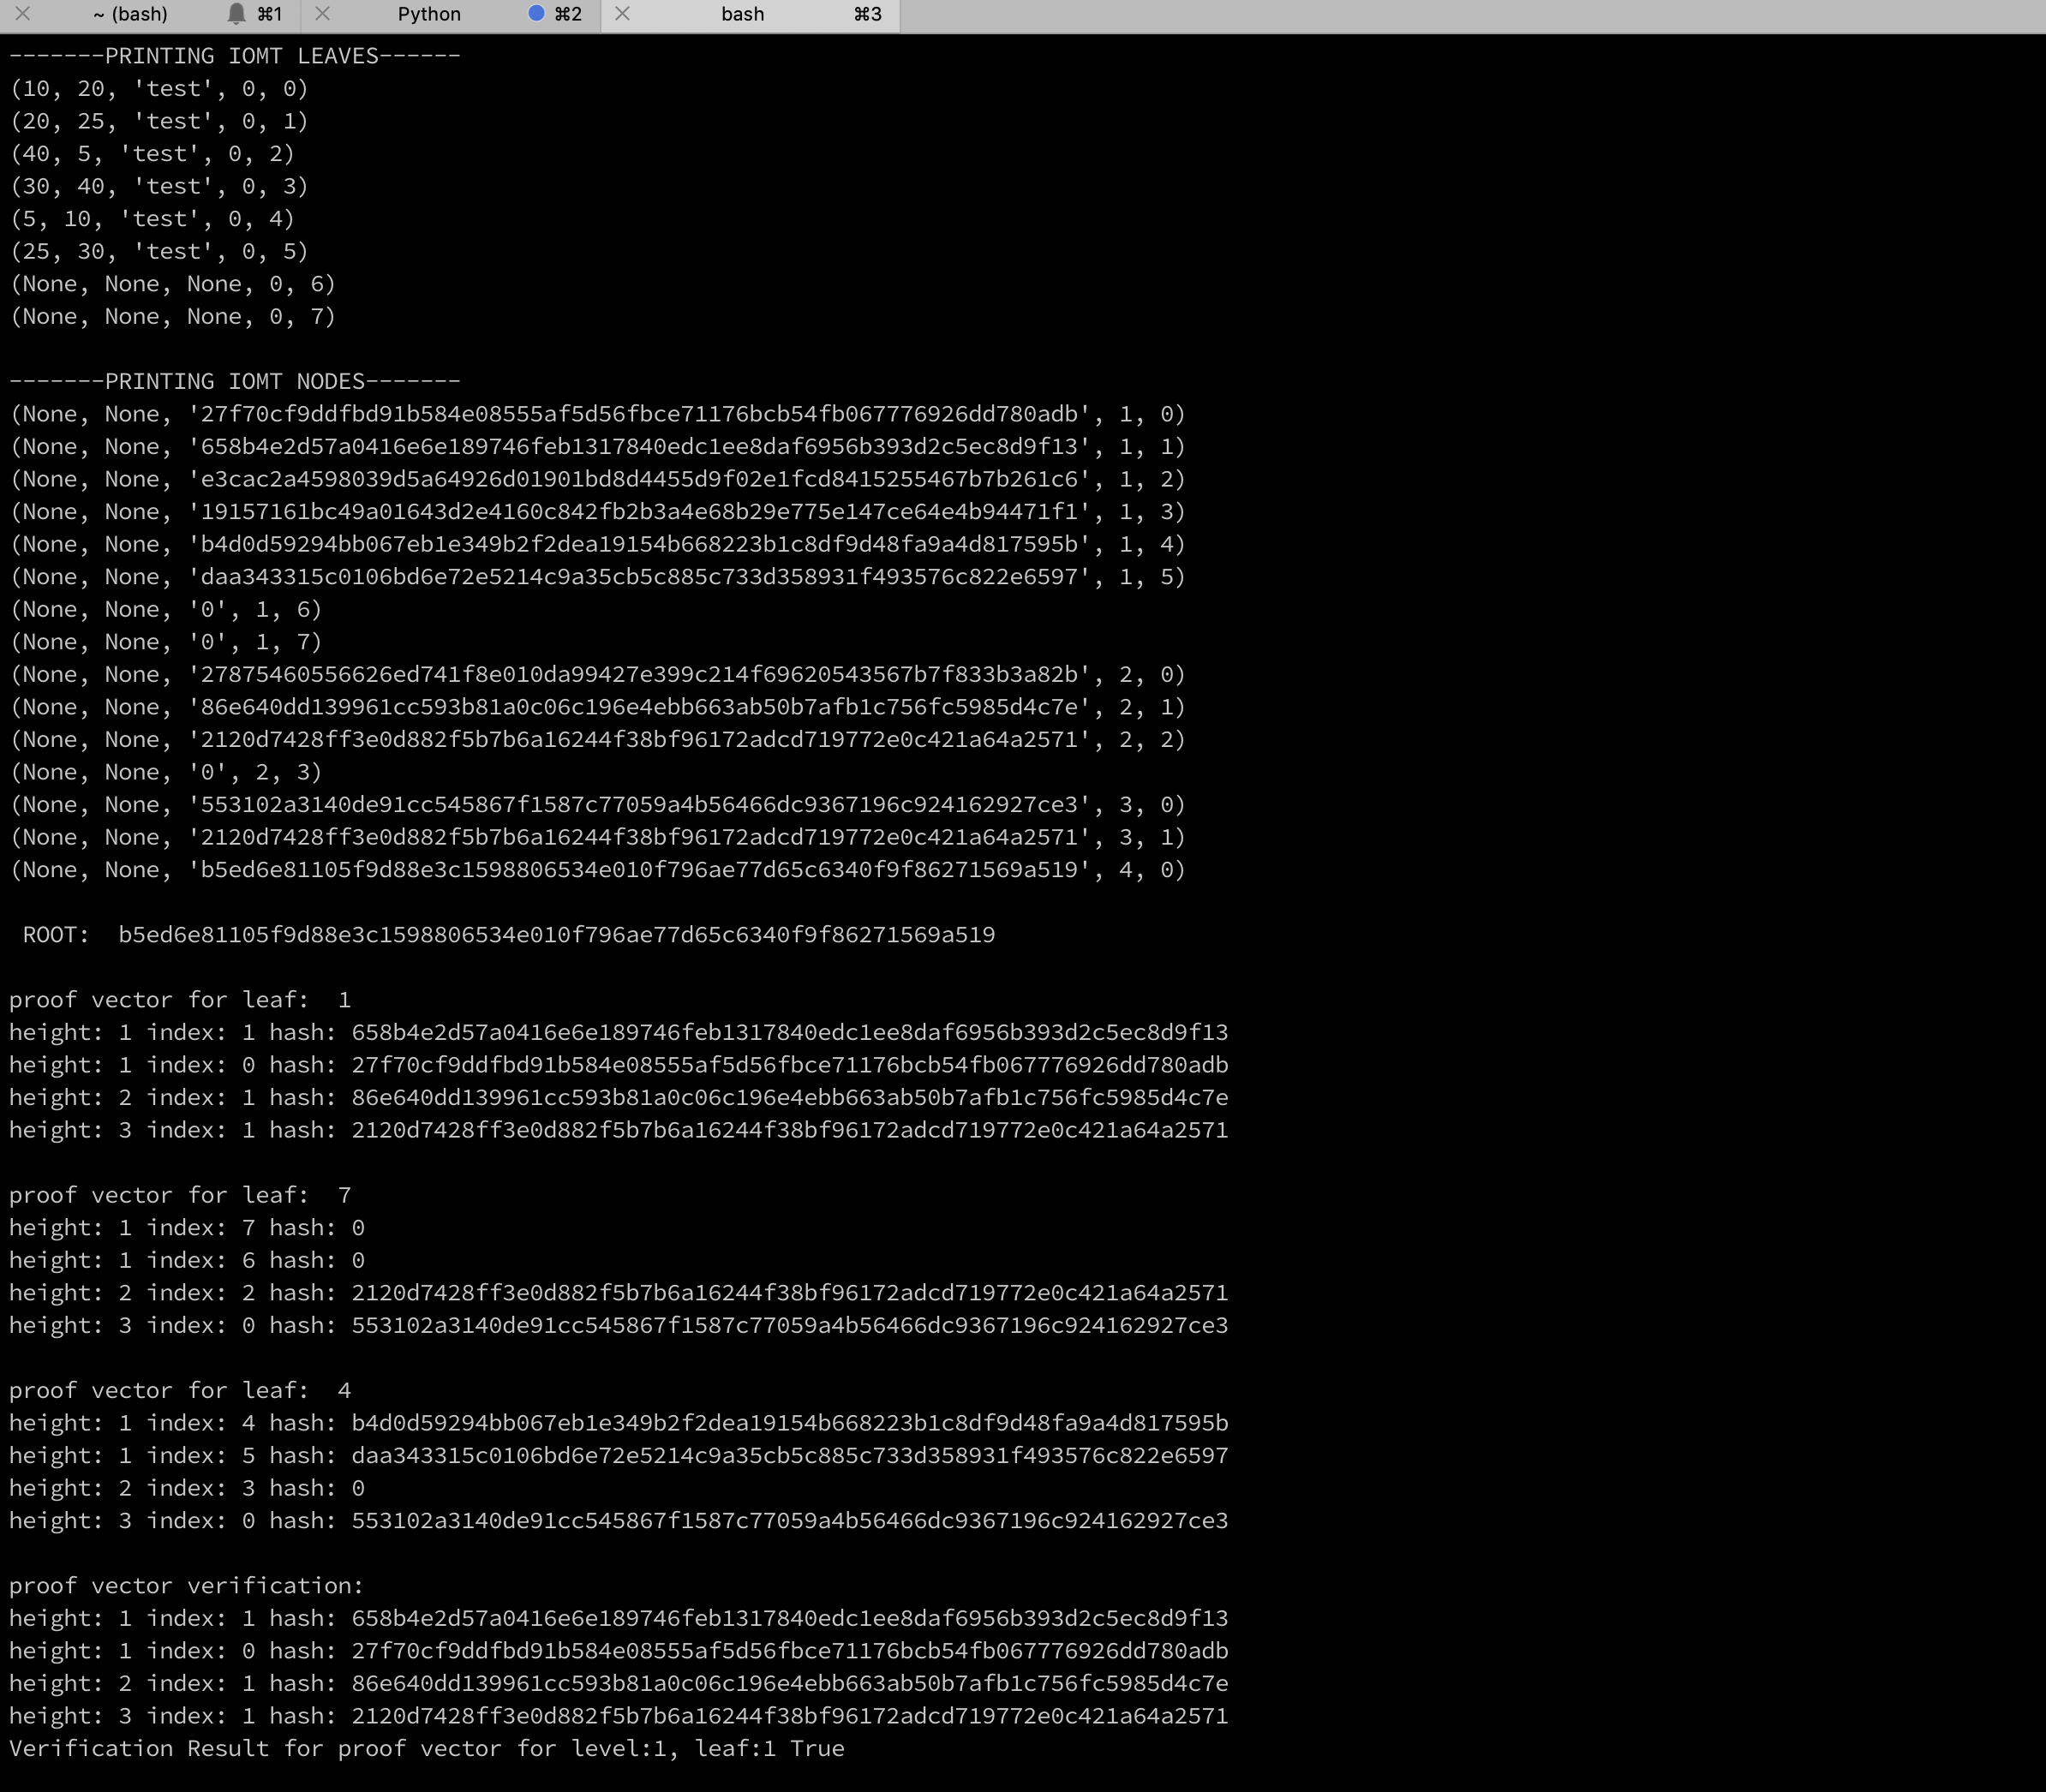 ~ (bash) ⌘1 Python ⌘2 bash ⌘3
-------PRINTING IOMT LEAVES------
(10, 20, 'test', 0, 0)
(20, 25, 'test', 0, 1)
(40, 5, 'test', 0, 2)
(30, 40, 'test', 0, 3)
(5, 10, 'test', 0, 4)
(25, 30, 'test', 0, 5)
(None, None, None, 0, 6)
(None, None, None, 0, 7)
-------PRINTING IOMT NODES-------
(None, None, '27f70cf9ddfbd91b584e08555af5d56fbce71176bcb54fb067776926dd780adb', 1, 0)
(None, None, '658b4e2d57a0416e6e189746feb1317840edc1ee8daf6956b393d2c5ec8d9f13', 1, 1)
(None, None, 'e3cac2a4598039d5a64926d01901bd8d4455d9f02e1fcd8415255467b7b261c6', 1, 2)
(None, None, '19157161bc49a01643d2e4160c842fb2b3a4e68b29e775e147ce64e4b94471f1', 1, 3)
(None, None, 'b4d0d59294bb067eb1e349b2f2dea19154b668223b1c8df9d48fa9a4d817595b', 1, 4)
(None, None, 'daa343315c0106bd6e72e5214c9a35cb5c885c733d358931f493576c822e6597', 1, 5)
(None, None, '0', 1, 6)
(None, None, '0', 1, 7)
(None, None, '27875460556626ed741f8e010da99427e399c214f69620543567b7f833b3a82b', 2, 0)
(None, None, '86e640dd139961cc593b81a0c06c196e4ebb663ab50b7afb1c756fc5985d4c7e', 2, 1)
(None, None, '2120d7428ff3e0d882f5b7b6a16244f38bf96172adcd719772e0c421a64a2571', 2, 2)
(None, None, '0', 2, 3)
(None, None, '553102a3140de91cc545867f1587c77059a4b56466dc9367196c924162927ce3', 3, 0)
(None, None, '2120d7428ff3e0d882f5b7b6a16244f38bf96172adcd719772e0c421a64a2571', 3, 1)
(None, None, 'b5ed6e81105f9d88e3c1598806534e010f796ae77d65c6340f9f86271569a519', 4, 0)
ROOT:  b5ed6e81105f9d88e3c1598806534e010f796ae77d65c6340f9f86271569a519
proof vector for leaf:  1
height: 1 index: 1 hash: 658b4e2d57a0416e6e189746feb1317840edc1ee8daf6956b393d2c5ec8d9f13
height: 1 index: 0 hash: 27f70cf9ddfbd91b584e08555af5d56fbce71176bcb54fb067776926dd780adb
height: 2 index: 1 hash: 86e640dd139961cc593b81a0c06c196e4ebb663ab50b7afb1c756fc5985d4c7e
height: 3 index: 1 hash: 2120d7428ff3e0d882f5b7b6a16244f38bf96172adcd719772e0c421a64a2571
proof vector for leaf:  7
height: 1 index: 7 hash: 0
height: 1 index: 6 hash: 0
height: 2 index: 2 hash: 2120d7428ff3e0d882f5b7b6a16244f38bf96172adcd719772e0c421a64a2571
height: 3 index: 0 hash: 553102a3140de91cc545867f1587c77059a4b56466dc9367196c924162927ce3
proof vector for leaf:  4
height: 1 index: 4 hash: b4d0d59294bb067eb1e349b2f2dea19154b668223b1c8df9d48fa9a4d817595b
height: 1 index: 5 hash: daa343315c0106bd6e72e5214c9a35cb5c885c733d358931f493576c822e6597
height: 2 index: 3 hash: 0
height: 3 index: 0 hash: 553102a3140de91cc545867f1587c77059a4b56466dc9367196c924162927ce3
proof vector verification:
height: 1 index: 1 hash: 658b4e2d57a0416e6e189746feb1317840edc1ee8daf6956b393d2c5ec8d9f13
height: 1 index: 0 hash: 27f70cf9ddfbd91b584e08555af5d56fbce71176bcb54fb067776926dd780adb
height: 2 index: 1 hash: 86e640dd139961cc593b81a0c06c196e4ebb663ab50b7afb1c756fc5985d4c7e
height: 3 index: 1 hash: 2120d7428ff3e0d882f5b7b6a16244f38bf96172adcd719772e0c421a64a2571
Verification Result for proof vector for level:1, leaf:1 True